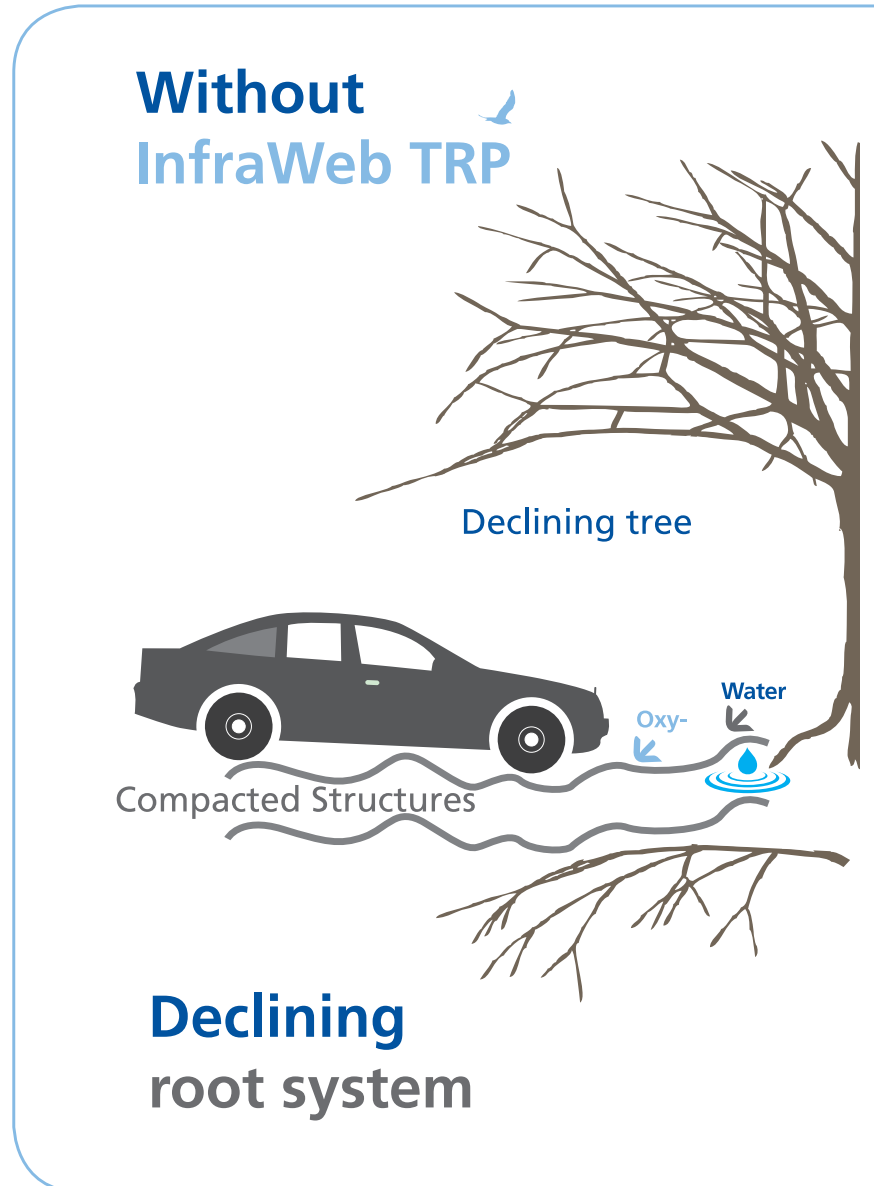 Without
InfraWeb TRP
Declining tree
Water
Oxy-
Compacted Structures
Declining
root system